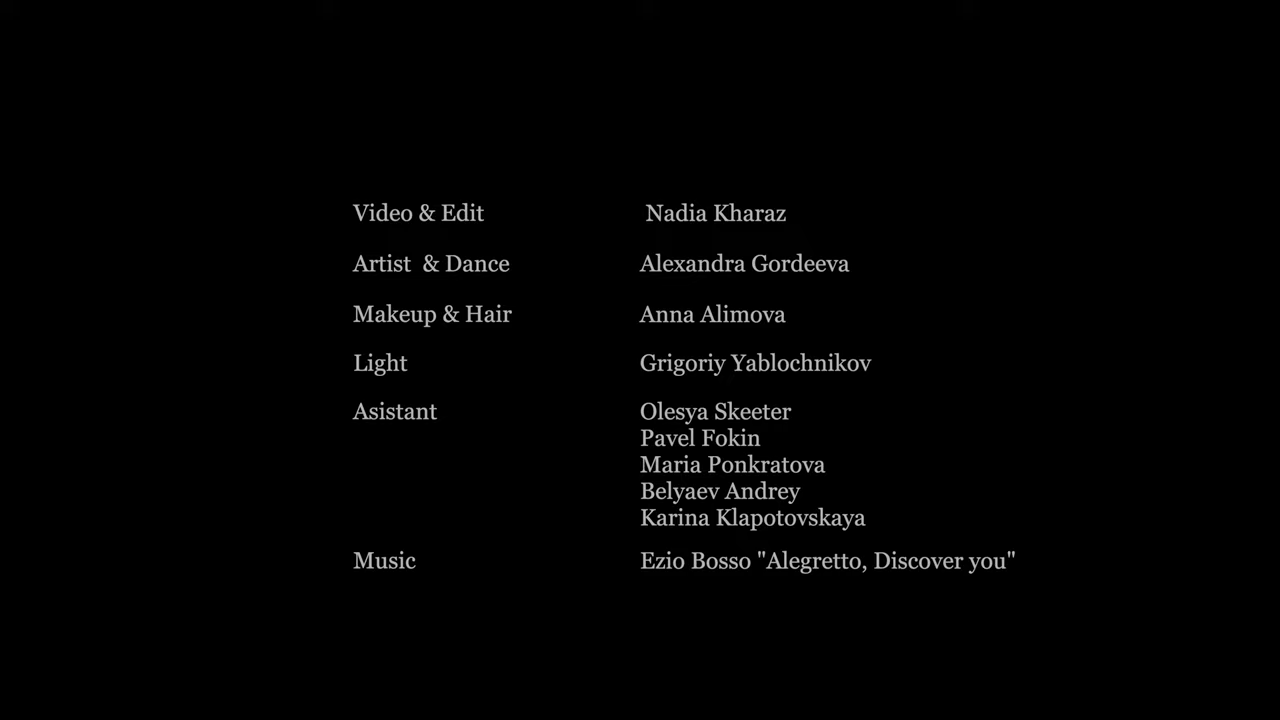 Video & Edit Nadia Kharaz
Artist & Dance Alexandra Gordeeva
Makeup & Hair Anna Alimova
Light Grigoriy Yablochnikov
Asistant Olesya Skeeter
Pavel Fokin
Maria Ponkratova
Belyaev Andrey
Karina Klapotovskaya
Music Ezio Bosso "Alegretto, Discover you"